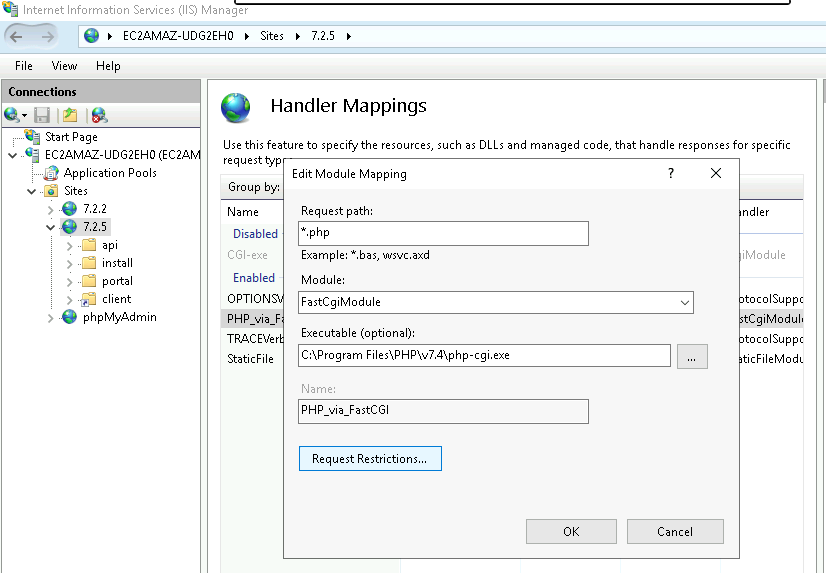 Internet Information Services (IIS) Manager
EC2AMAZ-UDG2EH0 Sites 7.2.5
File View Help
Connections
Start Page
EC2AMAZ-UDG2EH0 (EC2AM
Application Pools
Sites
7.2.2
7.2.5
api
install
portal
client
phpMyAdmin
Handler Mappings
Use this feature to specify the resources, such as DLLs and managed code, that handle responses for specific
request type
Group by:
Name andler
Disabled
CGI-exe giModule
Enabled
OPTIONSV otocolSuppo
PHP_via_Fa stCgiModule
TRACEVerb otocolSuppo
StaticFile aticFileModu
Edit Module Mapping ? 
Request path:
*.php
Example: *.bas, wsvc.axd
Module:
FastCgiModule
Executable (optional):
C:\Program Files\PHP\v7.4\php-cgi.exe
...
Name:
PHP_via_FastCGI
Request Restrictions...
OK Cancel